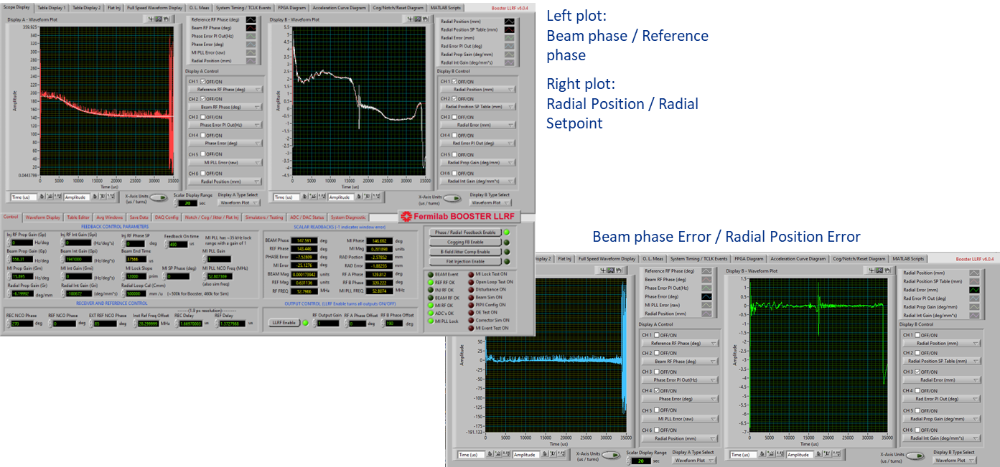 Scope Display Table Display 1 Table Display 2 Flat Inj Full Speed Waveform Display O. L. Meas System Timing / TCLK Events FPGA Diagram Acceleration Curve Diagram Cog/Notch/Reset Diagram MATLAB Scripts Booster LLRF v6.0.4
Display A - Waveform Plot
Amplitude
359.925
340
320
300
280
260
240
220
200
180
160
140
120
100
80
60
40
20
0.0443799
0 5000 10000 15000 20000 25000 33000
Time (us)
Reference RF Phase (deg)
Beam RF Phase (deg)
Phase Error PI Out(Hz)
Phase Error (deg)
MI PLL Error (raw)
Radial Position (mm)
Display A Control
CH 1 OFF/ON
Reference RF Phase (deg)
CH 2 OFF/ON
Beam RF Phase (deg)
CH 3 OFF/ON
Phase Error PI Out(Hz)
CH 4 OFF/ON
Phase Error (deg)
CH 5 OFF/ON
MI PLL Error (raw)
CH 6 OFF/ON
Radial Position (mm)
Time (us) Amplitude
X-Axis Units
(us / turns)
Scalar Display Range
20 sec
Display A Type Select
Waveform Plot
Display B - Waveform Plot
Amplitude
5.5
5
4.5
4
3.5
3
2.5
2
1.5
1
0.5
0
-0.5
-1
-1.5
-2
-2.5
-3
-3.5
-4
-4.5
0 5000 10000 15000 20000 25000 33000
Time (us)
Radial Position (mm)
Radial Position SP Table (mm)
Radial Error (mm)
Rad Error PI Out (deg)
Radial Prop Gain (deg/mm)
Radial Int Gain (deg/mm*s)
Display B Control
CH 1 OFF/ON
Radial Position (mm)
CH 2 OFF/ON
Radial Position SP Table (mm)
CH 3 OFF/ON
Radial Error (mm)
CH 4 OFF/ON
Rad Error PI Out (deg)
CH 5 OFF/ON
Radial Prop Gain (deg/mm)
CH 6 OFF/ON
Radial Int Gain (deg/mm*s)
Time (us) Amplitude
X-Axis Units
(us / turns)
Display B Type Select
Waveform Plot
Control Waveform Display Table Editor Avg Windows Save Data DAQ Config Notch / Cog /Jitter / Flat Inj Simulators / Testing ADC / DAC Status System Diagnostic
Fermilab BOOSTER LLRF
FEEDBACK CONTROL PARAMETERS
Inj RF Prop Gain (Gp)
0 Hz/deg
Inj RF Int Gain (Gpi)
0 (Hz/deg*s)
Inj RF Phase SP
0 deg
Feedback On time
400 us
MI PLL has ~35 kHz lock
range with a gain of 1
Beam Prop Gain (Gp)
556.31 Hz/deg
Beam Int Gain (Gpi)
1941000 (Hz/deg*s)
Beam End Time
37566 us
MI PLL Gain
1
MI Prop Gain (Gm)
15.895 Hz/deg
MI Int Gain (Gmi)
0 (Hz/deg*s)
MI Lock Slope
12000 prim
MI SP Phase (deg)
0
MI PLL NCO Freq (MHz)
52.807369
(also sim freq)
Radial Prop Gain (Gr)
-6.19992 deg/mm
Radial Int Gain (Gri)
-100672 (deg/mm*s)
Radial Loop Cal (Cmm)
500000 mm / u (~500k for Booster, 460k for Sim)
RECEIVER AND REFERENCE CONTROL
-------(1.9 ps resolution)-------
REC NCO Phase
270 deg
REF NCO Phase
0 deg
EXT REF NCO Phase
85 deg
Inst Ref Freq Offset
28.299999 MHz
REC Delay
1.66970003 us
REF Delay
1.3727968 us
SCALAR READBACKS (-1 indicates window error)
BEAM Phase 147.591 deg
REF Phase 143.446 deg
PHASE Error -7.52809 deg
MI Error -25.1276 deg
BEAM Mag 0.000173842 units
REF Mag 0.631136 units
RF FREQ 52.7966 MHz
MI Phase 146.692 deg
MI Mag 0.281898 units
RAD Postion -2.57852 mm
RAD Error -1.88235 mm
RF A Phase 129.812 deg
RF B Phase 320.222 deg
MI PLL FREQ 52.8074 MHz
OUTPUT CONTROL (LLRF Enable turns all outputs ON/OFF)
LLRF Enable
RF Output Gain
1
RF A Phase Offset
0 deg
RF B Phase Offset
190 deg
Phase / Radial Feedback Enable
Cogging FB Enable
B-field Jitter Comp Enable
Flat Injection Enable
BEAM Event
REF RF OK
INJ RF OK
BEAM RF OK
MI RF OK
ADC's OK
MI PLL Lock
MI Lock Test ON
Open Loop Test ON
Disturbance ON
Beam Sim ON
PIPII Config ON
OE Test ON
Corrector Sim ON
MI Event Test ON
Left plot:
Beam phase / Reference
phase
Right plot:
Radial Position / Radial
Setpoint
Beam phase Error / Radial Position Error
splay 2 Flat Inj Full Speed Waveform Display O. L. Meas System Timing / TCLK Events FPGA Diagram Acceleration Curve Diagram Cog/Notch/Reset Diagram MATLAB Scripts Booster LLRF v6.0.4
Amplitude
50
25
0
-25
-50
-75
-100
-125
-150
-175
-191.133
0 5000 10000 15000 20000 25000 33000
Time (us)
Reference RF Phase (deg)
Beam RF Phase (deg)
Phase Error PI Out(Hz)
Phase Error (deg)
MI PLL Error (raw)
Radial Position (mm)
Display A Control
CH 1 OFF/ON
Reference RF Phase (deg)
CH 2 OFF/ON
Beam RF Phase (deg)
CH 3 OFF/ON
Phase Error PI Out(Hz)
CH 4 OFF/ON
Phase Error (deg)
CH 5 OFF/ON
MI PLL Error (raw)
CH 6 OFF/ON
Radial Position (mm)
Time (us) Amplitude
X-Axis Units
(us / turns)
Scalar Display Range
20 sec
Display A Type Select
Waveform Plot
Display B - Waveform Plot
Amplitude
1.5
1
0.5
0
-0.5
-1
-1.5
-2
-2.5
-3
-3.5
-4
-4.5
-5
-5.5
-6
-6.5
-7
0 5000 10000 15000 20000 25000 33000
Time (us)
Radial Position (mm)
Radial Position SP Table (mm)
Radial Error (mm)
Rad Error PI Out (deg)
Radial Prop Gain (deg/mm)
Radial Int Gain (deg/mm*s)
Display B Control
CH 1 OFF/ON
Radial Position (mm)
CH 2 OFF/ON
Radial Position SP Table (mm)
CH 3 OFF/ON
Radial Error (mm)
CH 4 OFF/ON
Rad Error PI Out (deg)
CH 5 OFF/ON
Radial Prop Gain (deg/mm)
CH 6 OFF/ON
Radial Int Gain (deg/mm*s)
Time (us) Amplitude
X-Axis Units
(us / turns)
Display B Type Select
Waveform Plot